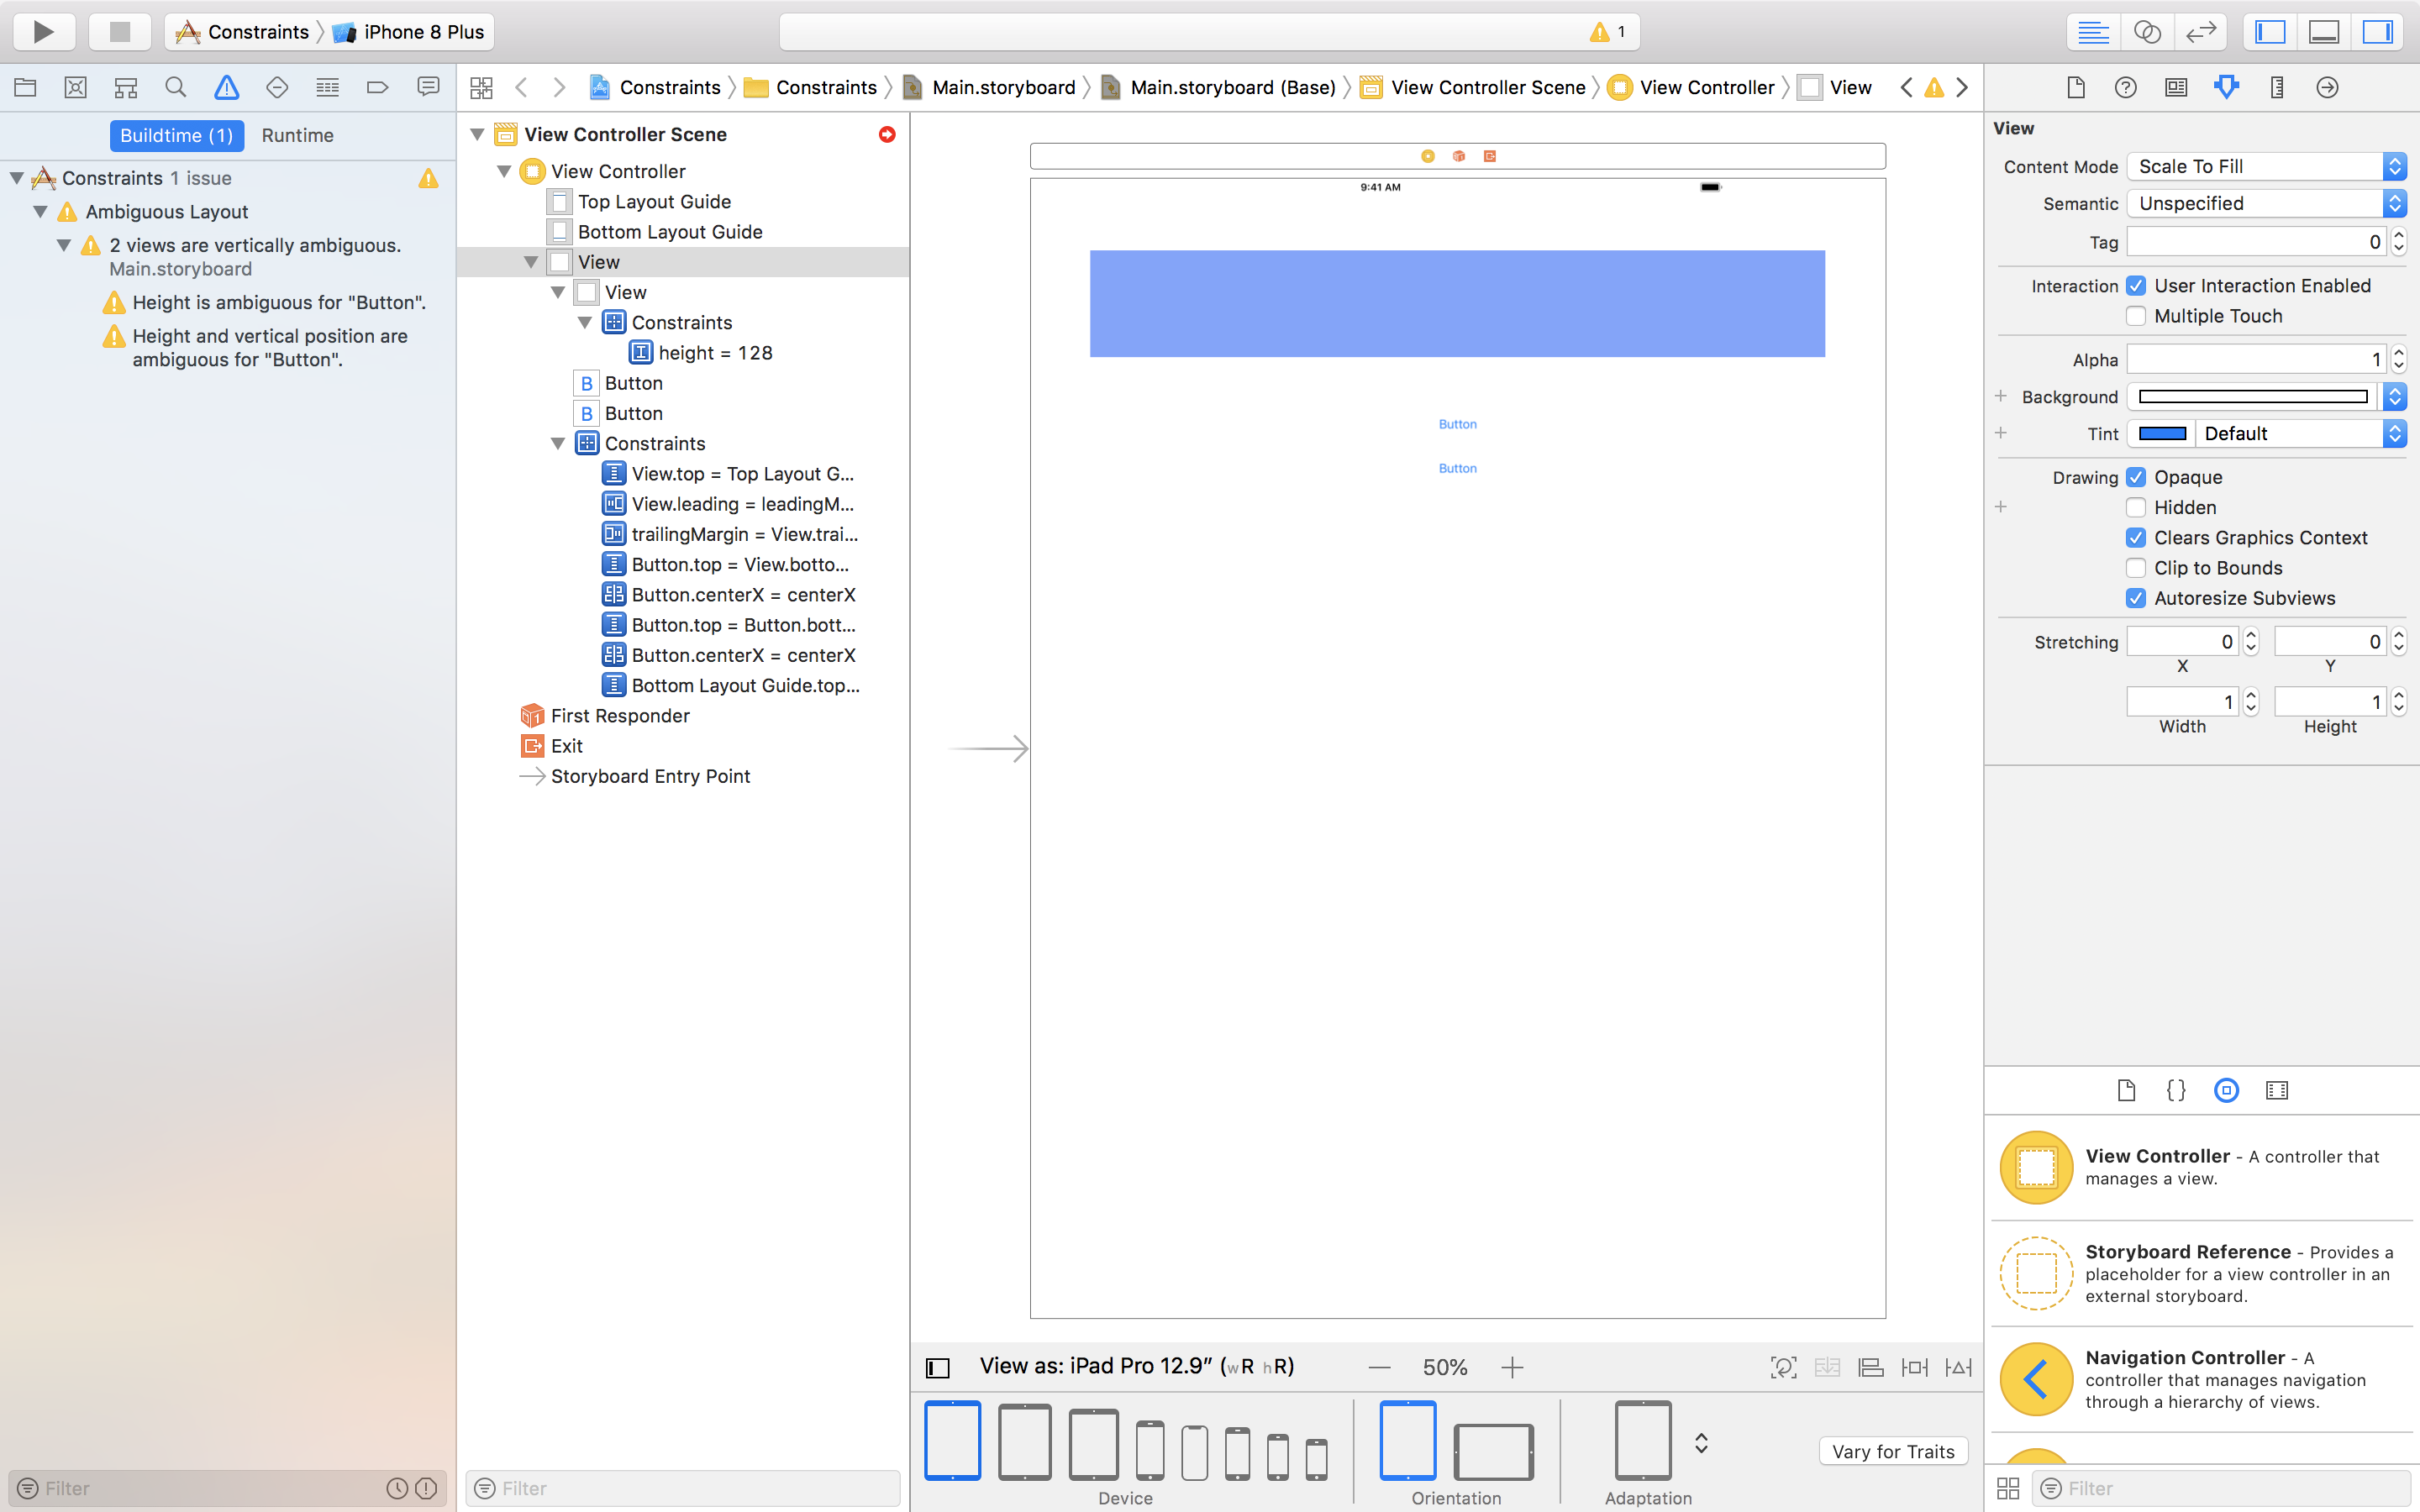 Constraints
iPhone 8 Plus
1
Constraints
Constraints
Main.storyboard
Main.storyboard (Base)
View Controller Scene
View Controller
View
Buildtime (1)
Runtime
Constraints 1 issue
Ambiguous Layout
2 views are vertically ambiguous.
Main.storyboard
Height is ambiguous for "Button".
Height and vertical position are
ambiguous for "Button".
Filter
View Controller Scene
View Controller
Top Layout Guide
Bottom Layout Guide
View
View
Constraints
height = 128
B Button
B Button
Constraints
View.top = Top Layout G...
View.leading = leadingM...
trailingMargin = View.trai...
Button.top = View.botto...
Button.centerX = centerX
Button.top = Button.bott...
Button.centerX = centerX
Bottom Layout Guide.top...
First Responder
Exit
Storyboard Entry Point
Filter
9:41 AM
Button
Button
View as: iPad Pro 12.9" (wR hR)
50%
Device
Orientation
Adaptation
Vary for Traits
View
Content Mode Scale To Fill
Semantic Unspecified
Tag 0
Interaction User Interaction Enabled
Multiple Touch
Alpha 1
Background
Tint Default
Drawing Opaque
Hidden
Clears Graphics Context
Clip to Bounds
Autoresize Subviews
Stretching 0 0
X Y
1 1
Width Height
View Controller - A controller that
manages a view.
Storyboard Reference - Provides a
placeholder for a view controller in an
external storyboard.
Navigation Controller - A
controller that manages navigation
through a hierarchy of views.
Filter